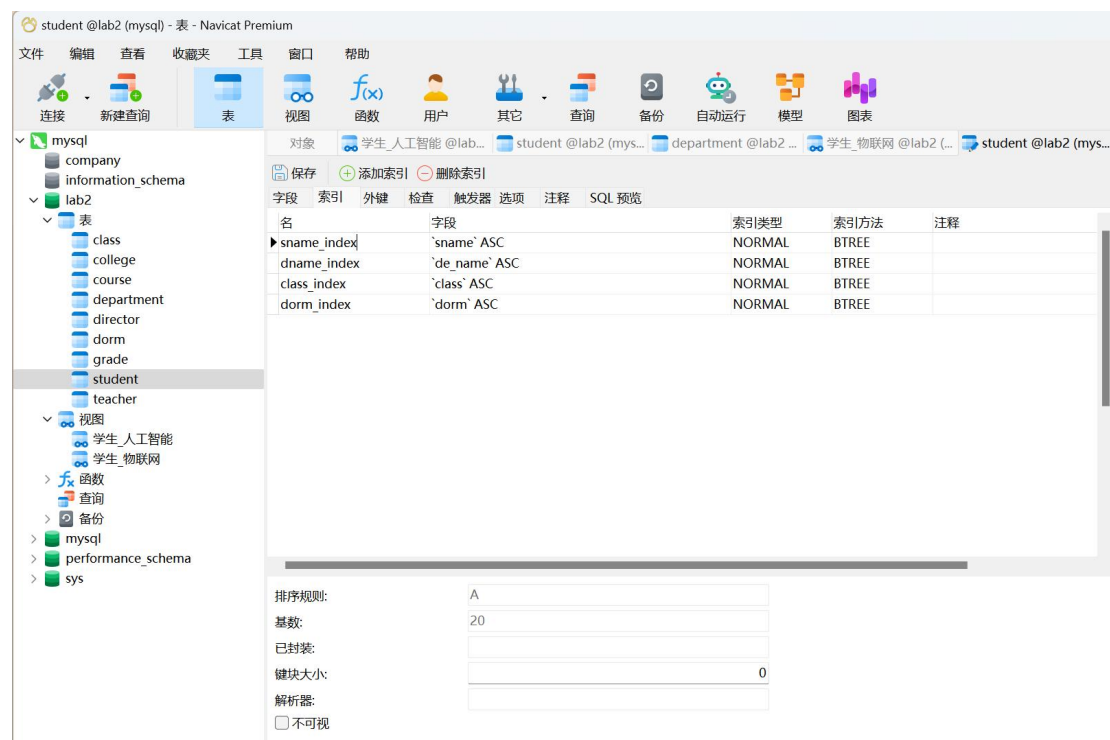 student @lab2 (mysql) - 表 - Navicat Premium
文件 编辑 查看 收藏夹 工具 窗口 帮助
连接 新建查询 表 视图 函数 用户 其它 查询 备份 自动运行 模型 图表
mysql
company
information_schema
lab2
表
class
college
course
department
director
dorm
grade
student
teacher
视图
学生_人工智能
学生_物联网
函数
查询
备份
mysql
performance_schema
sys
对象 学生_人工智能 @lab... student @lab2 (mys... department @lab2 ... 学生_物联网 @lab2 (... student @lab2 (mys...
保存 添加索引 删除索引
字段 索引 外键 检查 触发器 选项 注释 SQL 预览
名 字段 索引类型 索引方法 注释
sname_index `sname` ASC NORMAL BTREE
dname_index `de_name` ASC NORMAL BTREE
class_index `class` ASC NORMAL BTREE
dorm_index `dorm` ASC NORMAL BTREE
排序规则: A
基数: 20
已封装:
键块大小: 0
解析器:
不可视